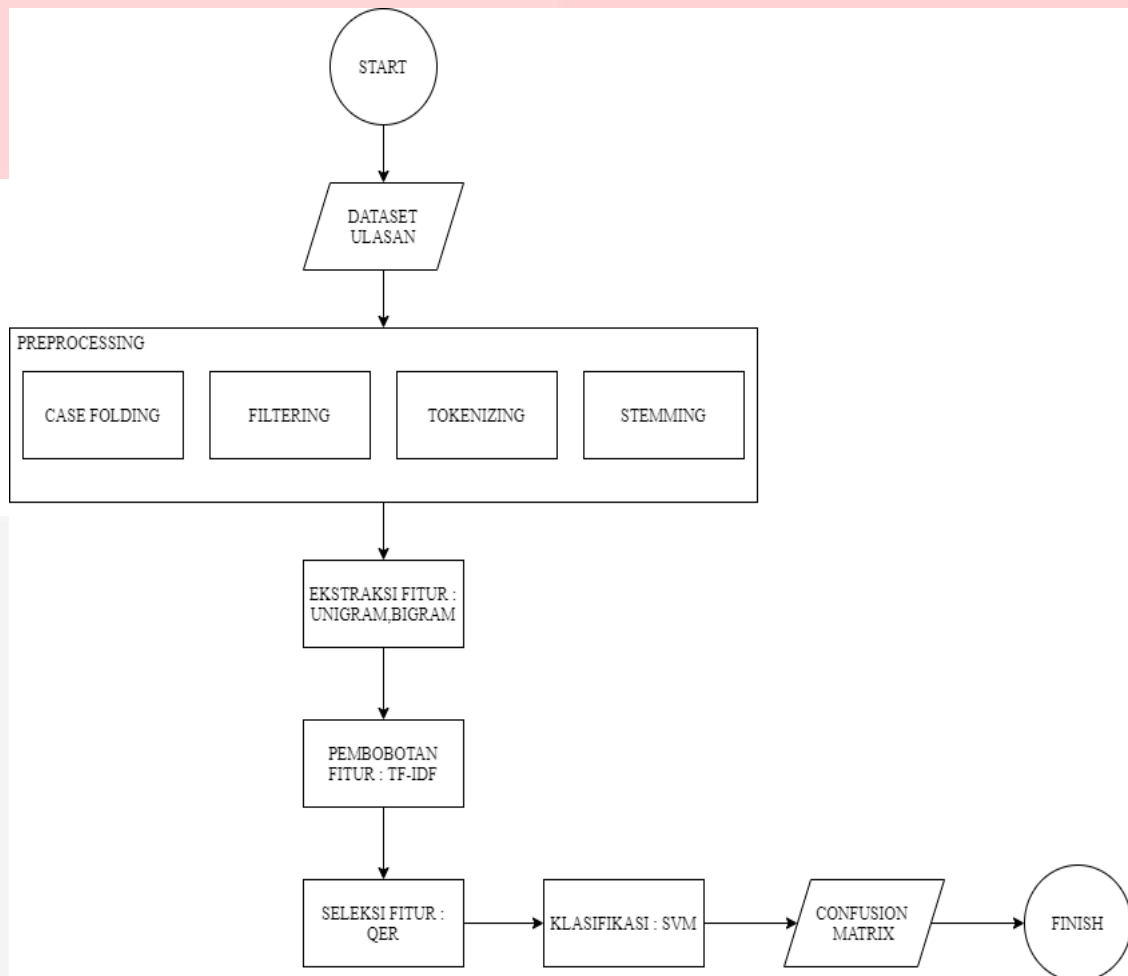 START
DATASET
ULASAN
PREPROCESSING
CASE FOLDING
FILTERING
TOKENIZING
STEMMING
EKSTRAKSI FITUR :
UNIGRAM,BIGRAM
PEMBOBOTAN
FITUR : TF-IDF
SELEKSI FITUR :
QER
KLASIFIKASI : SVM
CONFUSION
MATRIX
FINISH